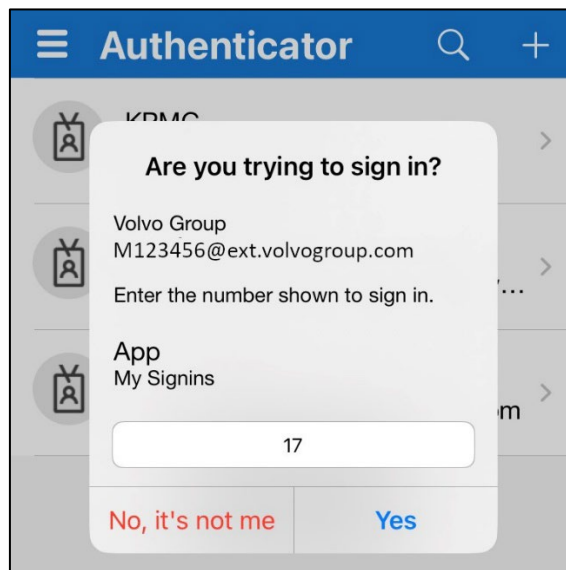 Authenticator
KPMG
Are you trying to sign in?
Volvo Group
M123456@ext.volvogroup.com
Enter the number shown to sign in.
App
My Signins
17
No, it's not me
Yes